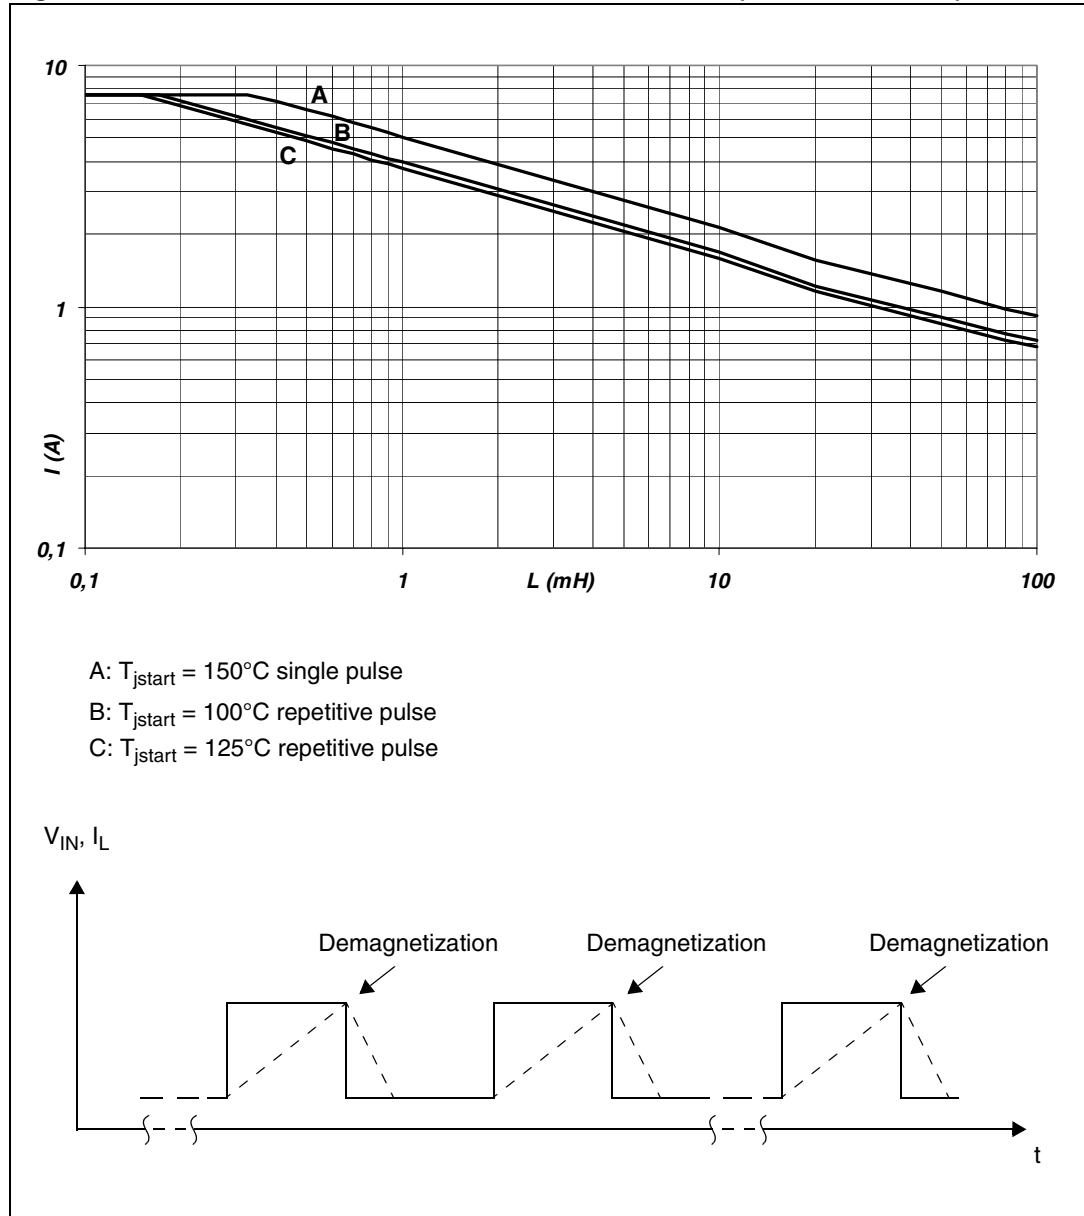 10
A
B
C
1
I (A)
0,1
0,1 1 L (mH) 10 100
A: Tjstart = 150°C single pulse
B: Tjstart = 100°C repetitive pulse
C: Tjstart = 125°C repetitive pulse
VIN, IL
Demagnetization Demagnetization Demagnetization
t